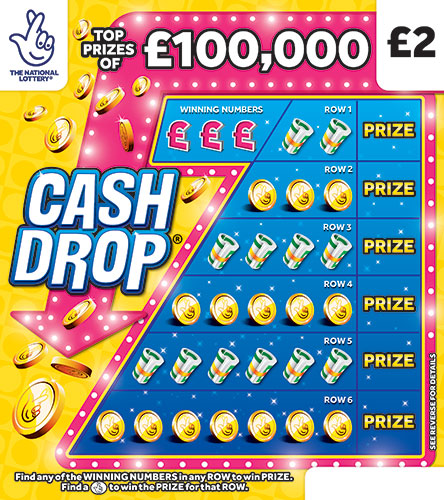 TOP
PRIZES
OF
£100,000
£2
THE NATIONAL
LOTTERY®
WINNING NUMBERS
£ £ £
ROW 1
PRIZE
ROW 2
PRIZE
CASH
DROP®
ROW 3
PRIZE
ROW 4
PRIZE
ROW 5
PRIZE
ROW 6
PRIZE
SEE REVERSE FOR DETAILS
Find any of the WINNING NUMBERS in any ROW to win PRIZE.
Find a to win the PRIZE for that ROW.